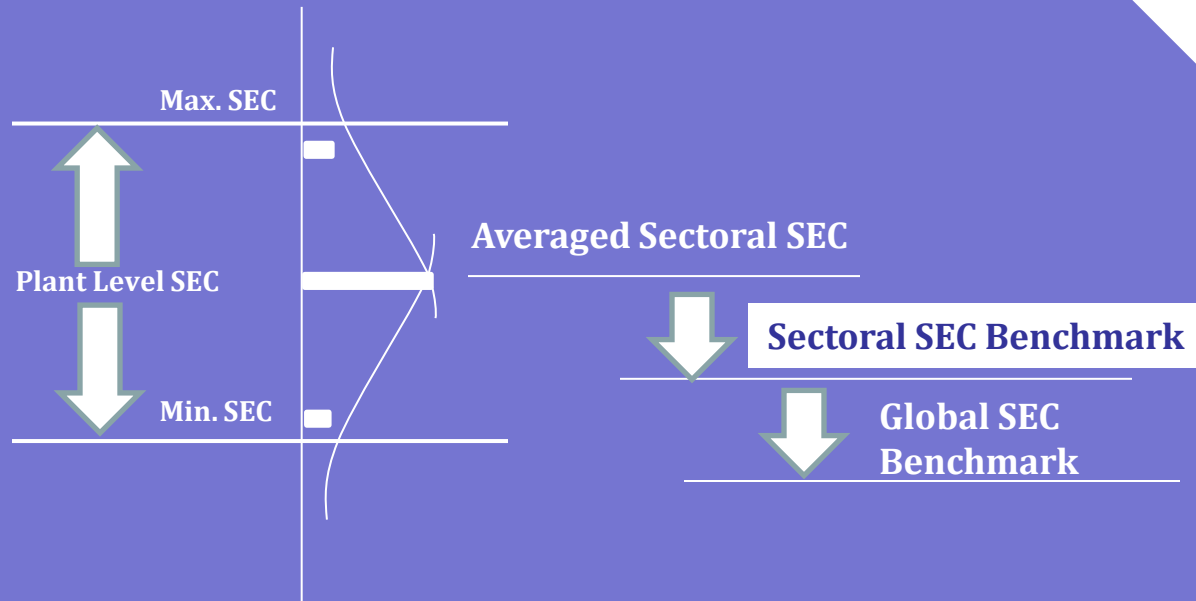 Max. SEC
Averaged Sectoral SEC
Plant Level SEC
Sectoral SEC Benchmark
Min. SEC
Global SEC
Benchmark